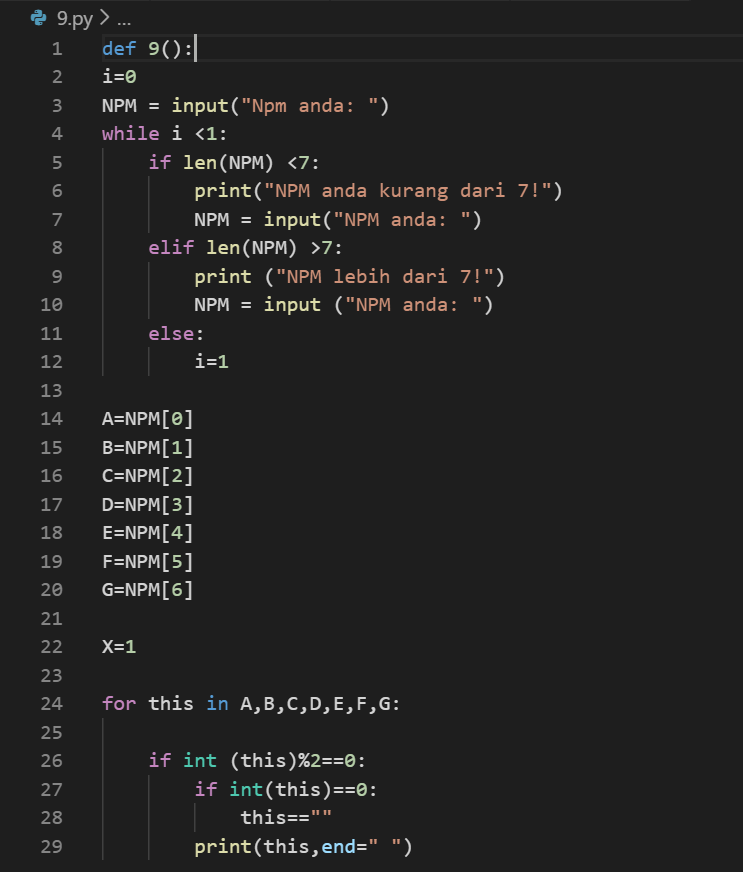 9.py > ...
1 def 9():
2 i=0
3 NPM = input("Npm anda: ")
4 while i <1:
5     if len(NPM) <7:
6         print("NPM anda kurang dari 7!")
7         NPM = input("NPM anda: ")
8     elif len(NPM) >7:
9         print ("NPM lebih dari 7!")
10         NPM = input ("NPM anda: ")
11     else:
12         i=1
13
14 A=NPM[0]
15 B=NPM[1]
16 C=NPM[2]
17 D=NPM[3]
18 E=NPM[4]
19 F=NPM[5]
20 G=NPM[6]
21
22 X=1
23
24 for this in A,B,C,D,E,F,G:
25
26     if int (this)%2==0:
27         if int(this)==0:
28             this==""
29         print(this,end=" ")